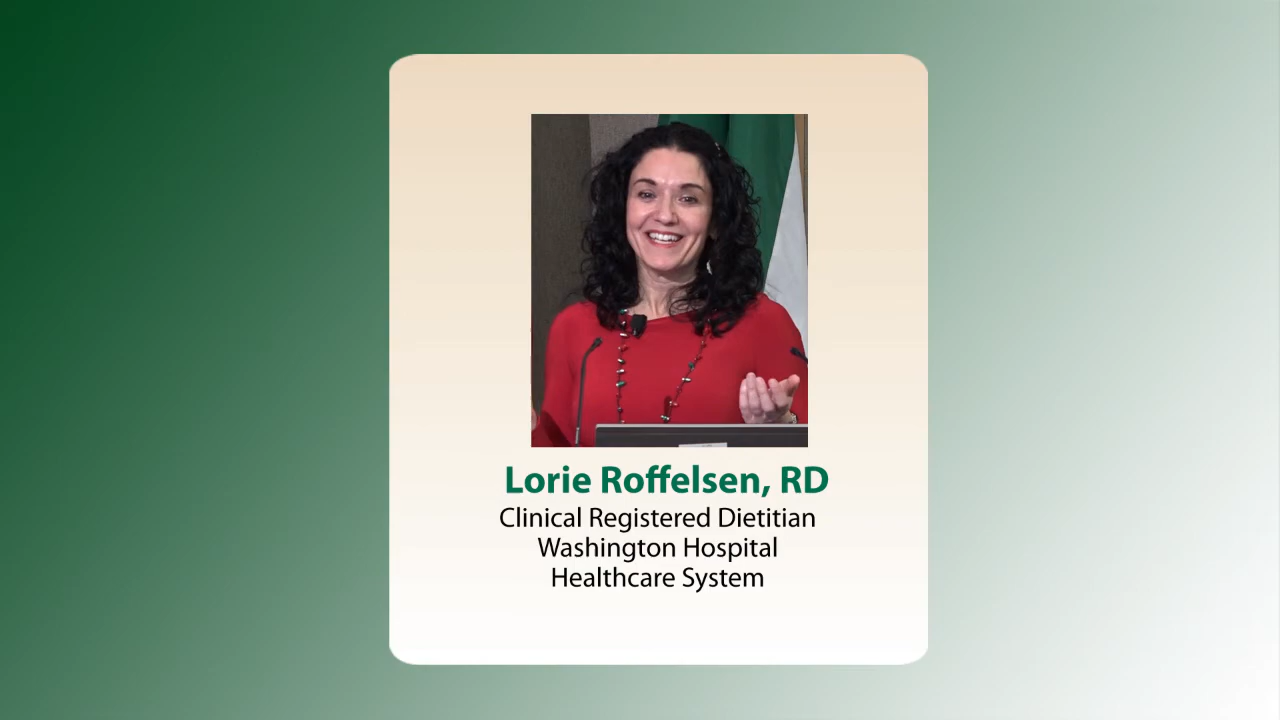 Lorie Roffelsen, RD
Clinical Registered Dietitian
Washington Hospital
Healthcare System